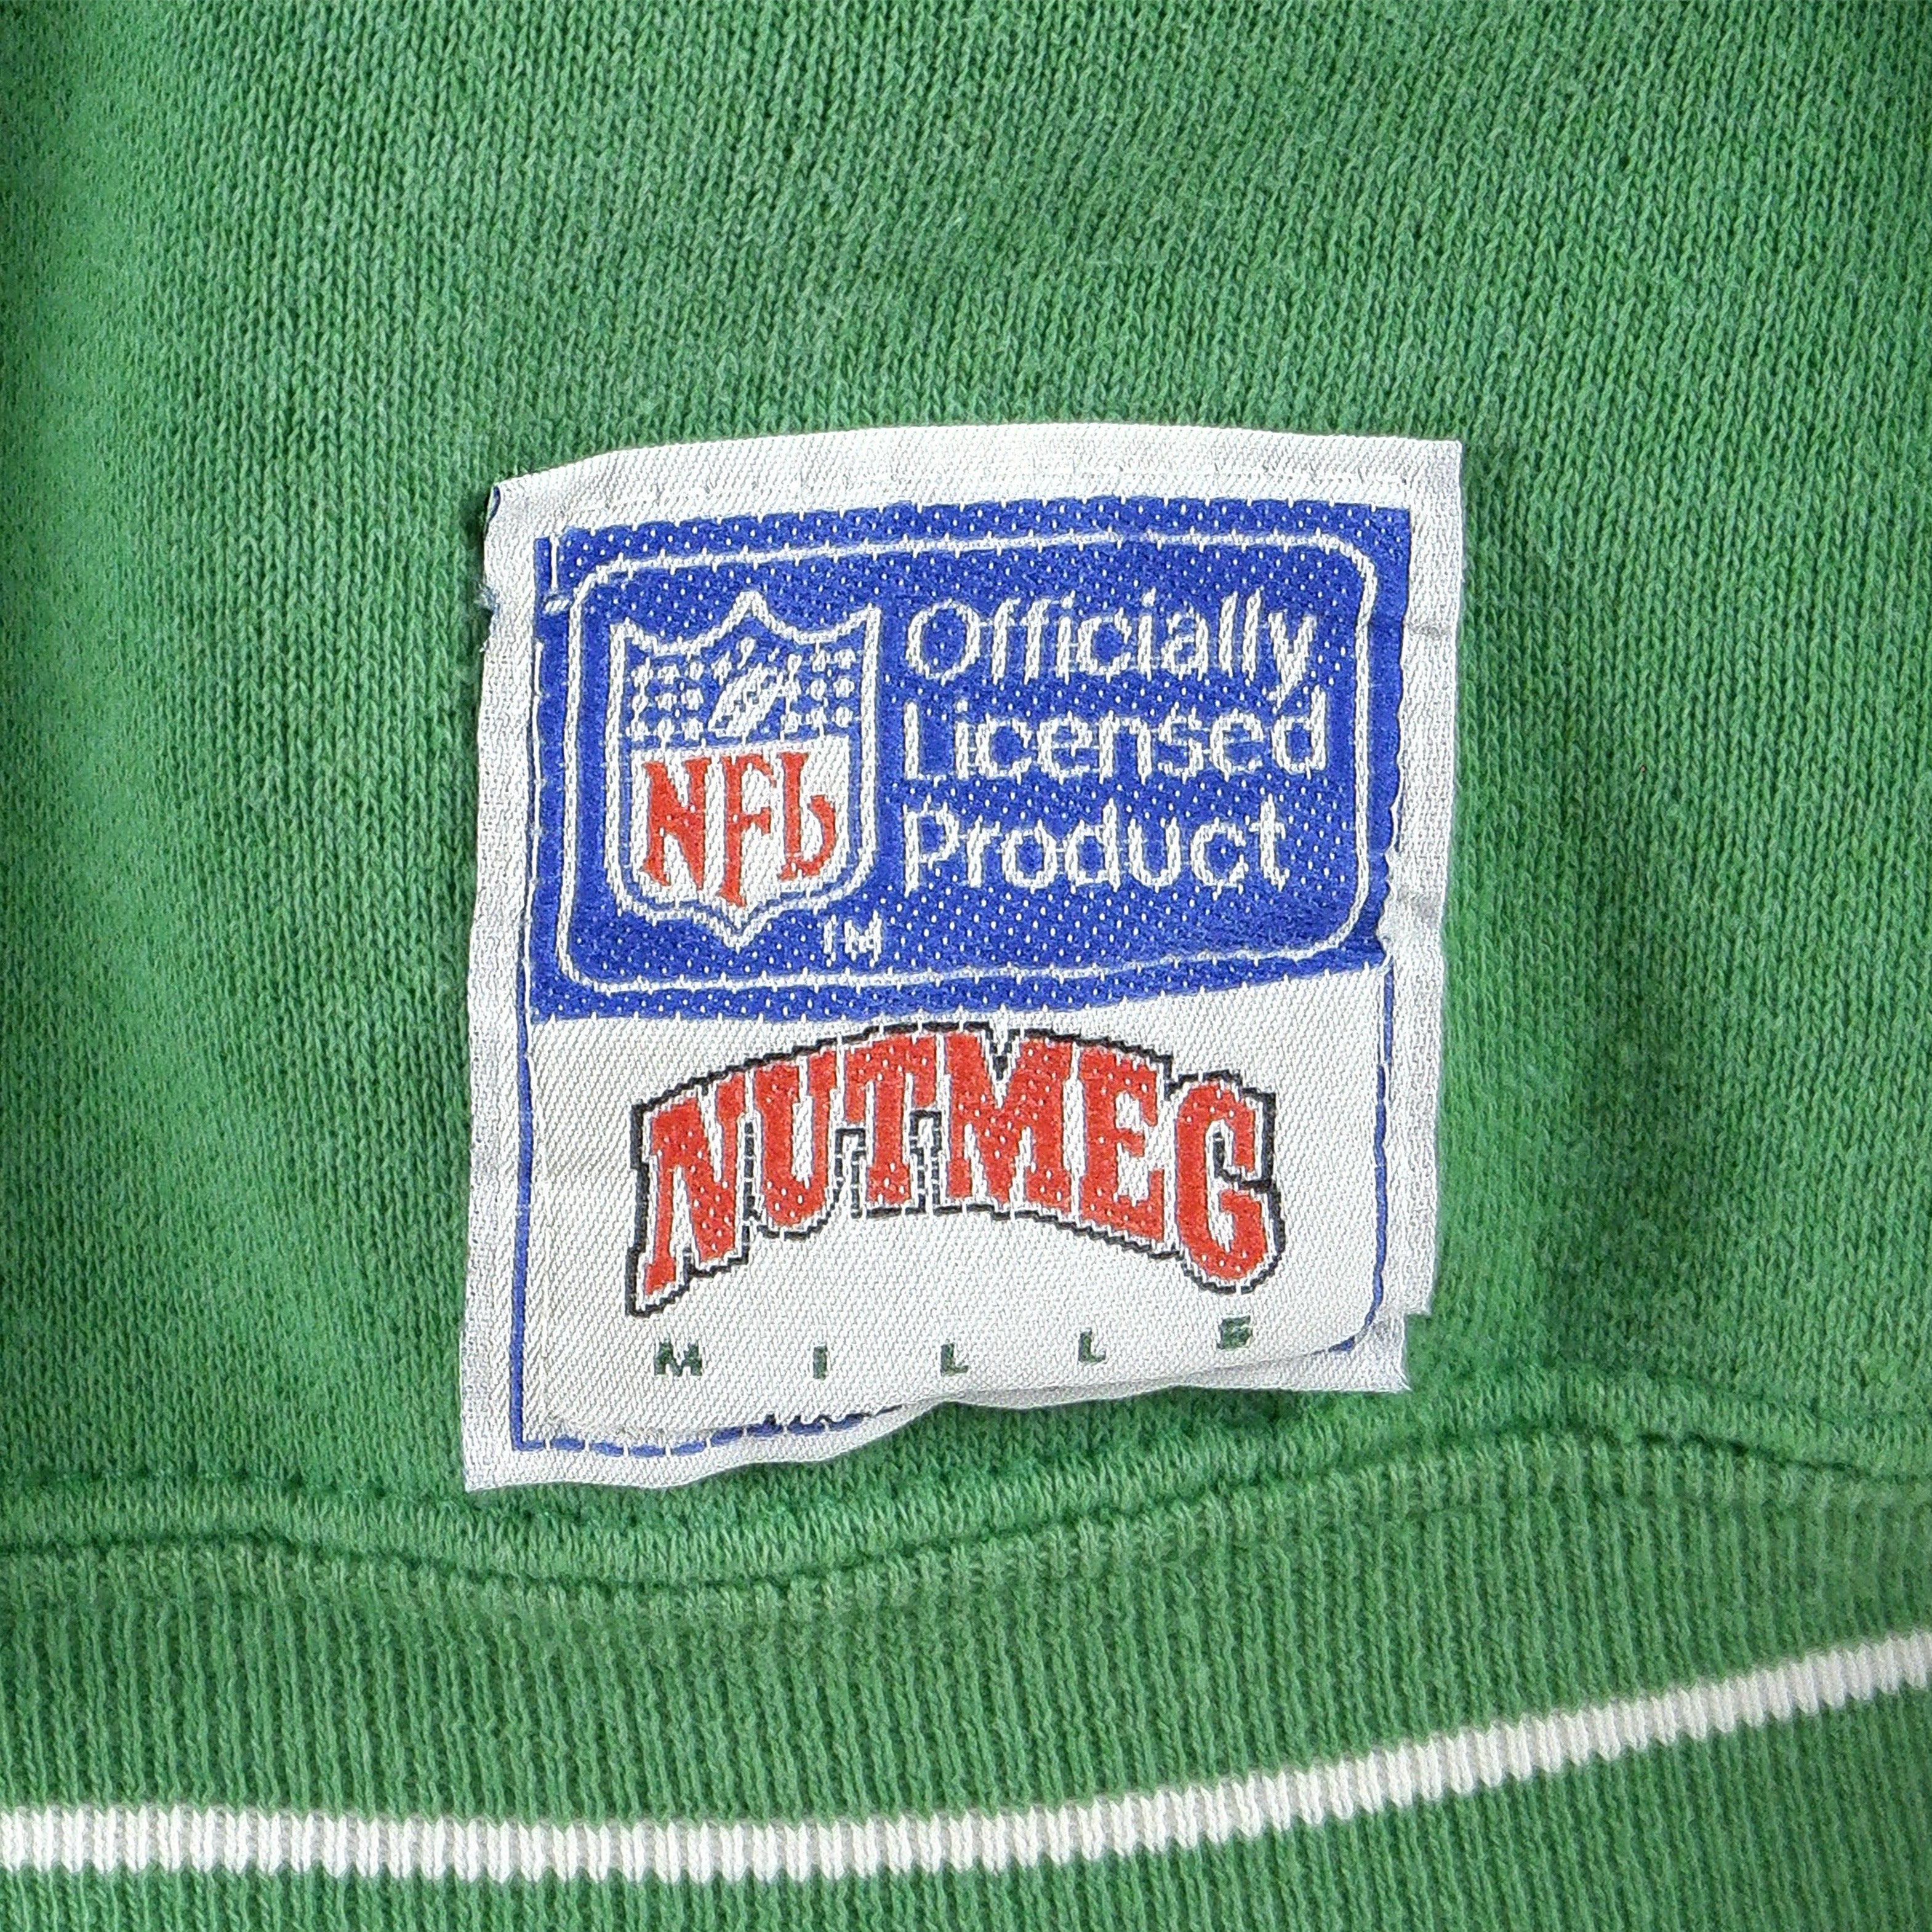 Officially
Licensed
Product
NFL
TM
NUTMEG
MILLS